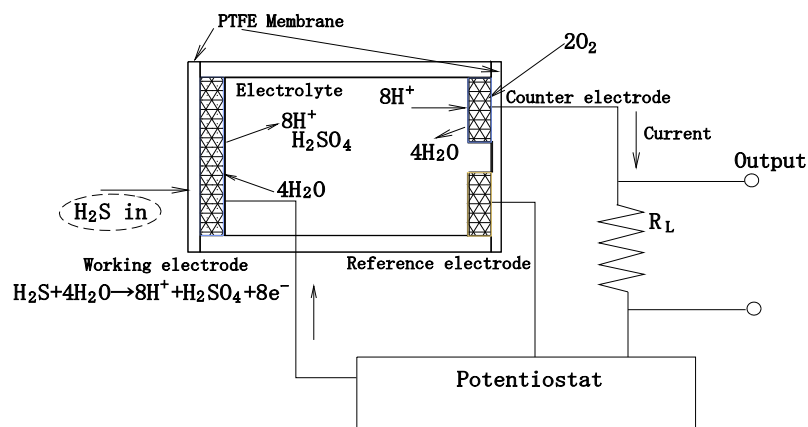 PTFE Membrane
2O₂
Electrolyte
8H⁺
Counter electrode
8H⁺
H₂SO₄
4H₂O
Current
Output
4H₂O
H₂S in
R_L
Working electrode
Reference electrode
H₂S+4H₂O→8H⁺+H₂SO₄+8e⁻
Potentiostat